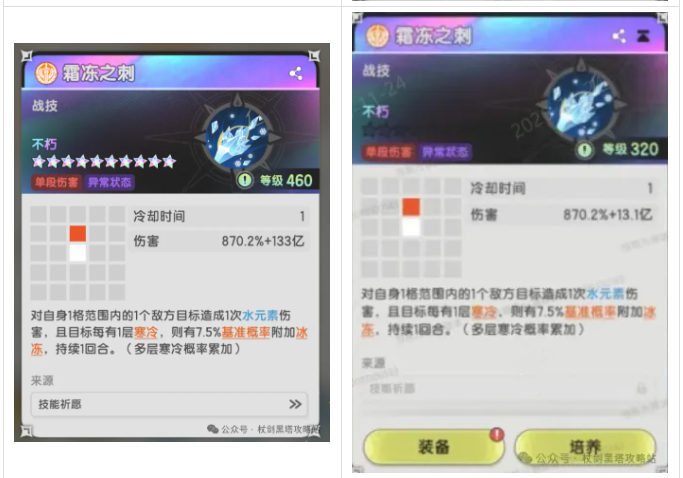 霜冻之刺
战技
不朽
单段伤害 异常状态
等级 460
冷却时间 1
伤害 870.2%+133亿
对自身1格范围内的1个敌方目标造成1次水元素伤
害，且目标每有1层寒冷，则有7.5%基准概率附加冰
冻，持续1回合。（多层寒冷概率累加）
来源
技能祈愿
公众号 · 杖剑黑塔攻略站
霜冻之刺
战技
不朽
单段伤害 异常状态
等级 320
冷却时间 1
伤害 870.2%+13.1亿
对自身1格范围内的1个敌方目标造成1次水元素伤
害，且目标每有1层寒冷，则有7.5%基准概率附加冰
冻，持续1回合。（多层寒冷概率累加）
来源
技能祈愿
装备 培养
公众号 · 杖剑黑塔攻略站